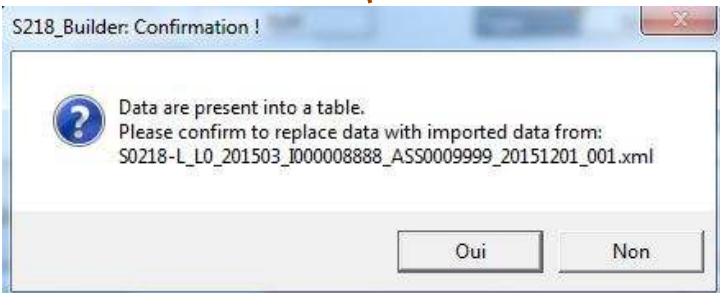 S218_Builder: Confirmation !
Data are present into a table.
Please confirm to replace data with imported data from:
S0218-L_L0_201503_I000008888_ASS0009999_20151201_001.xml
Oui
Non